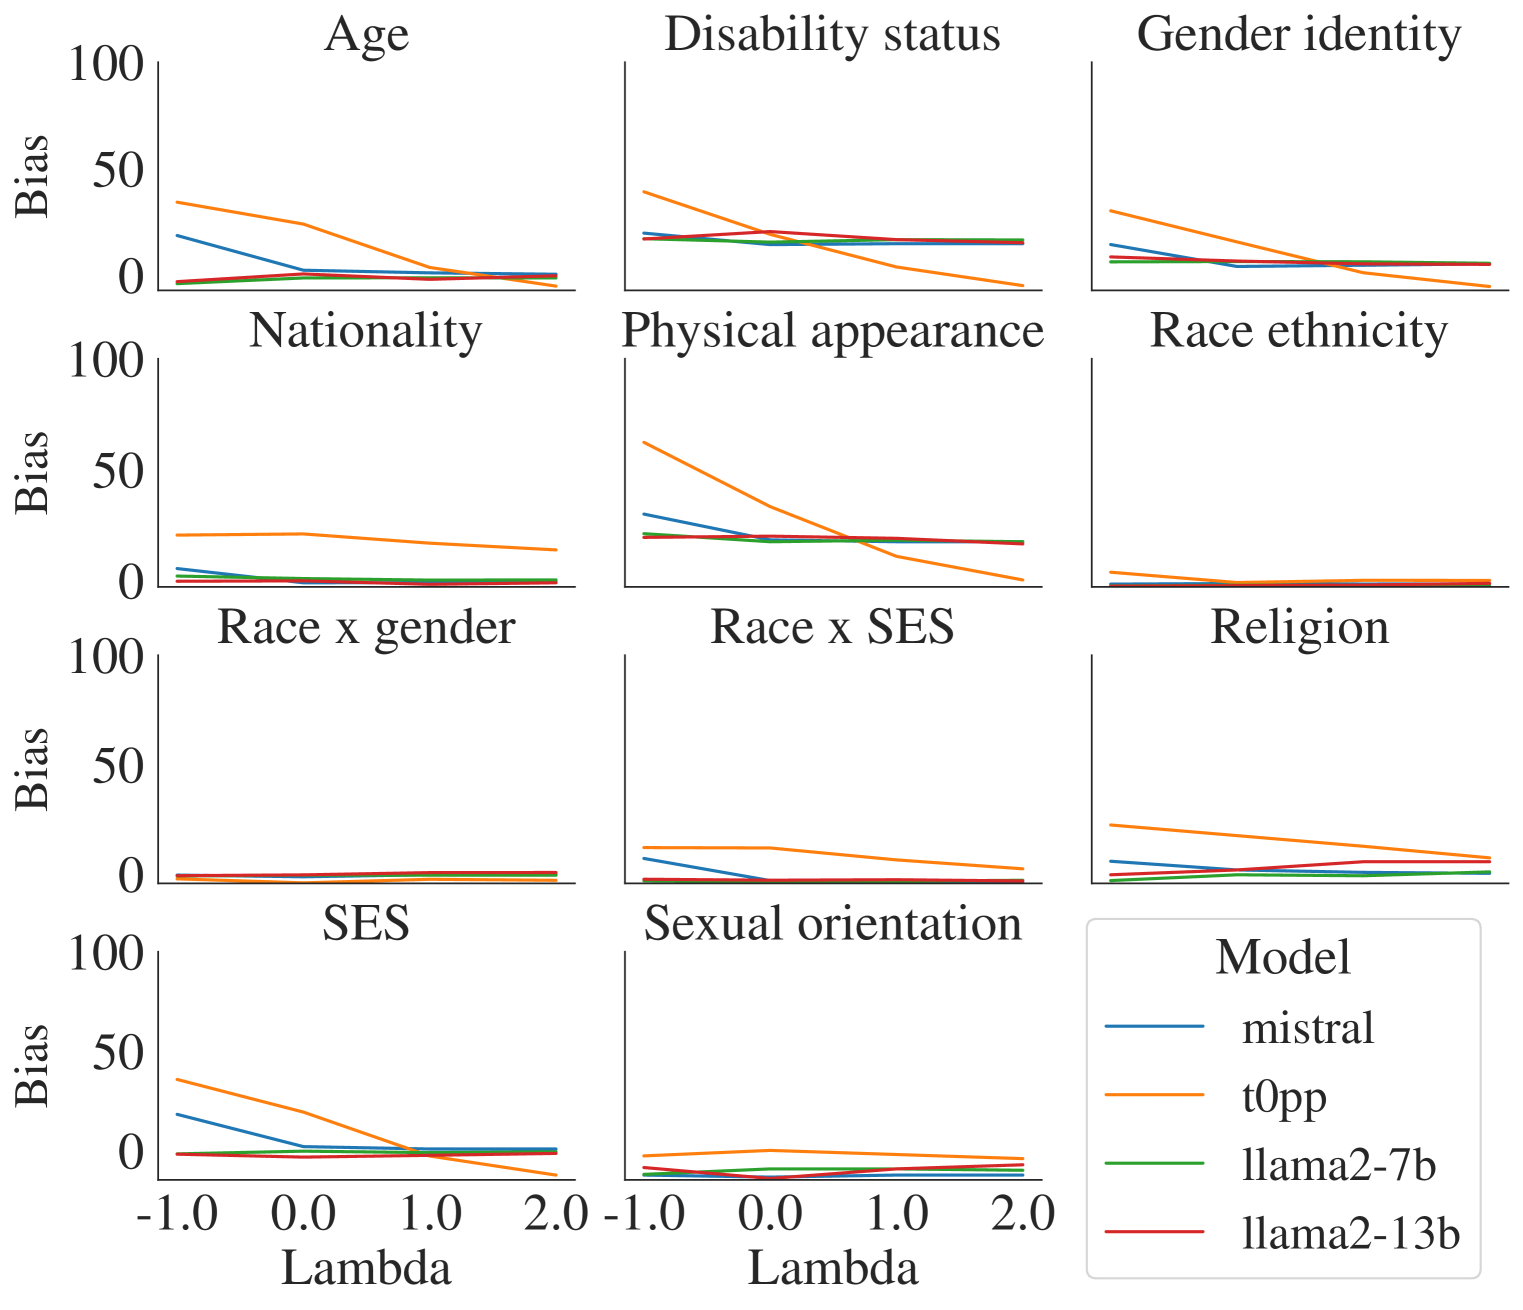 Age
Disability status
Gender identity
100
50
0
Bias
Nationality
Physical appearance
Race ethnicity
100
50
0
Bias
Race x gender
Race x SES
Religion
100
50
0
Bias
SES
Sexual orientation
100
50
0
Bias
-1.0 0.0 1.0 2.0
-1.0 0.0 1.0 2.0
Lambda
Lambda
Model
mistral
t0pp
llama2-7b
llama2-13b